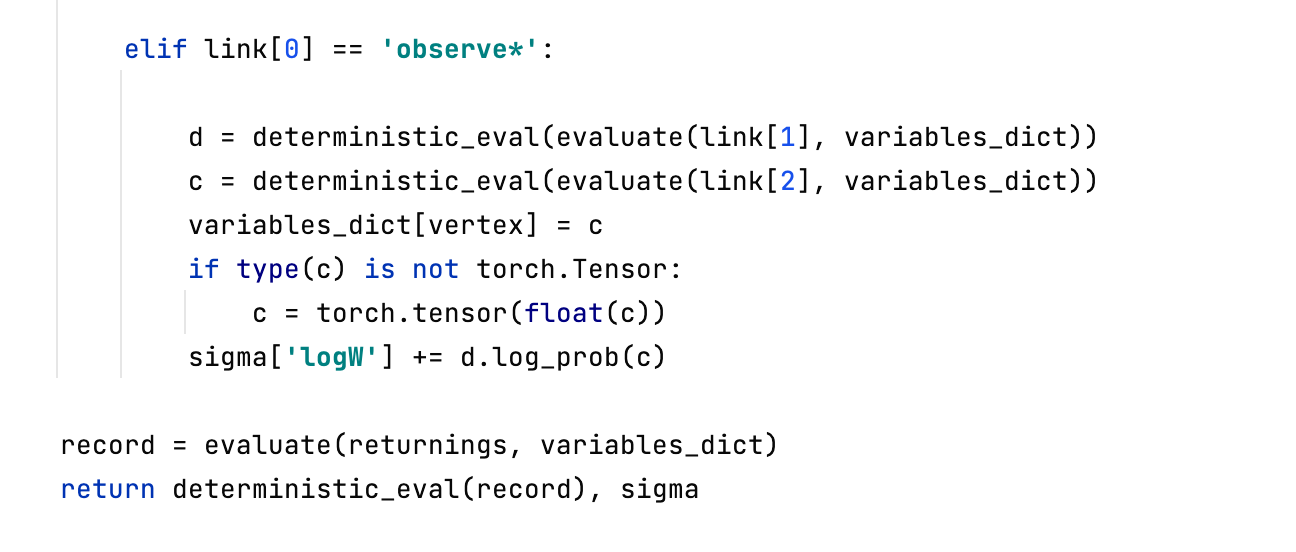 elif link[0] == 'observe*':
d = deterministic_eval(evaluate(link[1], variables_dict))
c = deterministic_eval(evaluate(link[2], variables_dict))
variables_dict[vertex] = c
if type(c) is not torch.Tensor:
c = torch.tensor(float(c))
sigma['logW'] += d.log_prob(c)
record = evaluate(returnings, variables_dict)
return deterministic_eval(record), sigma